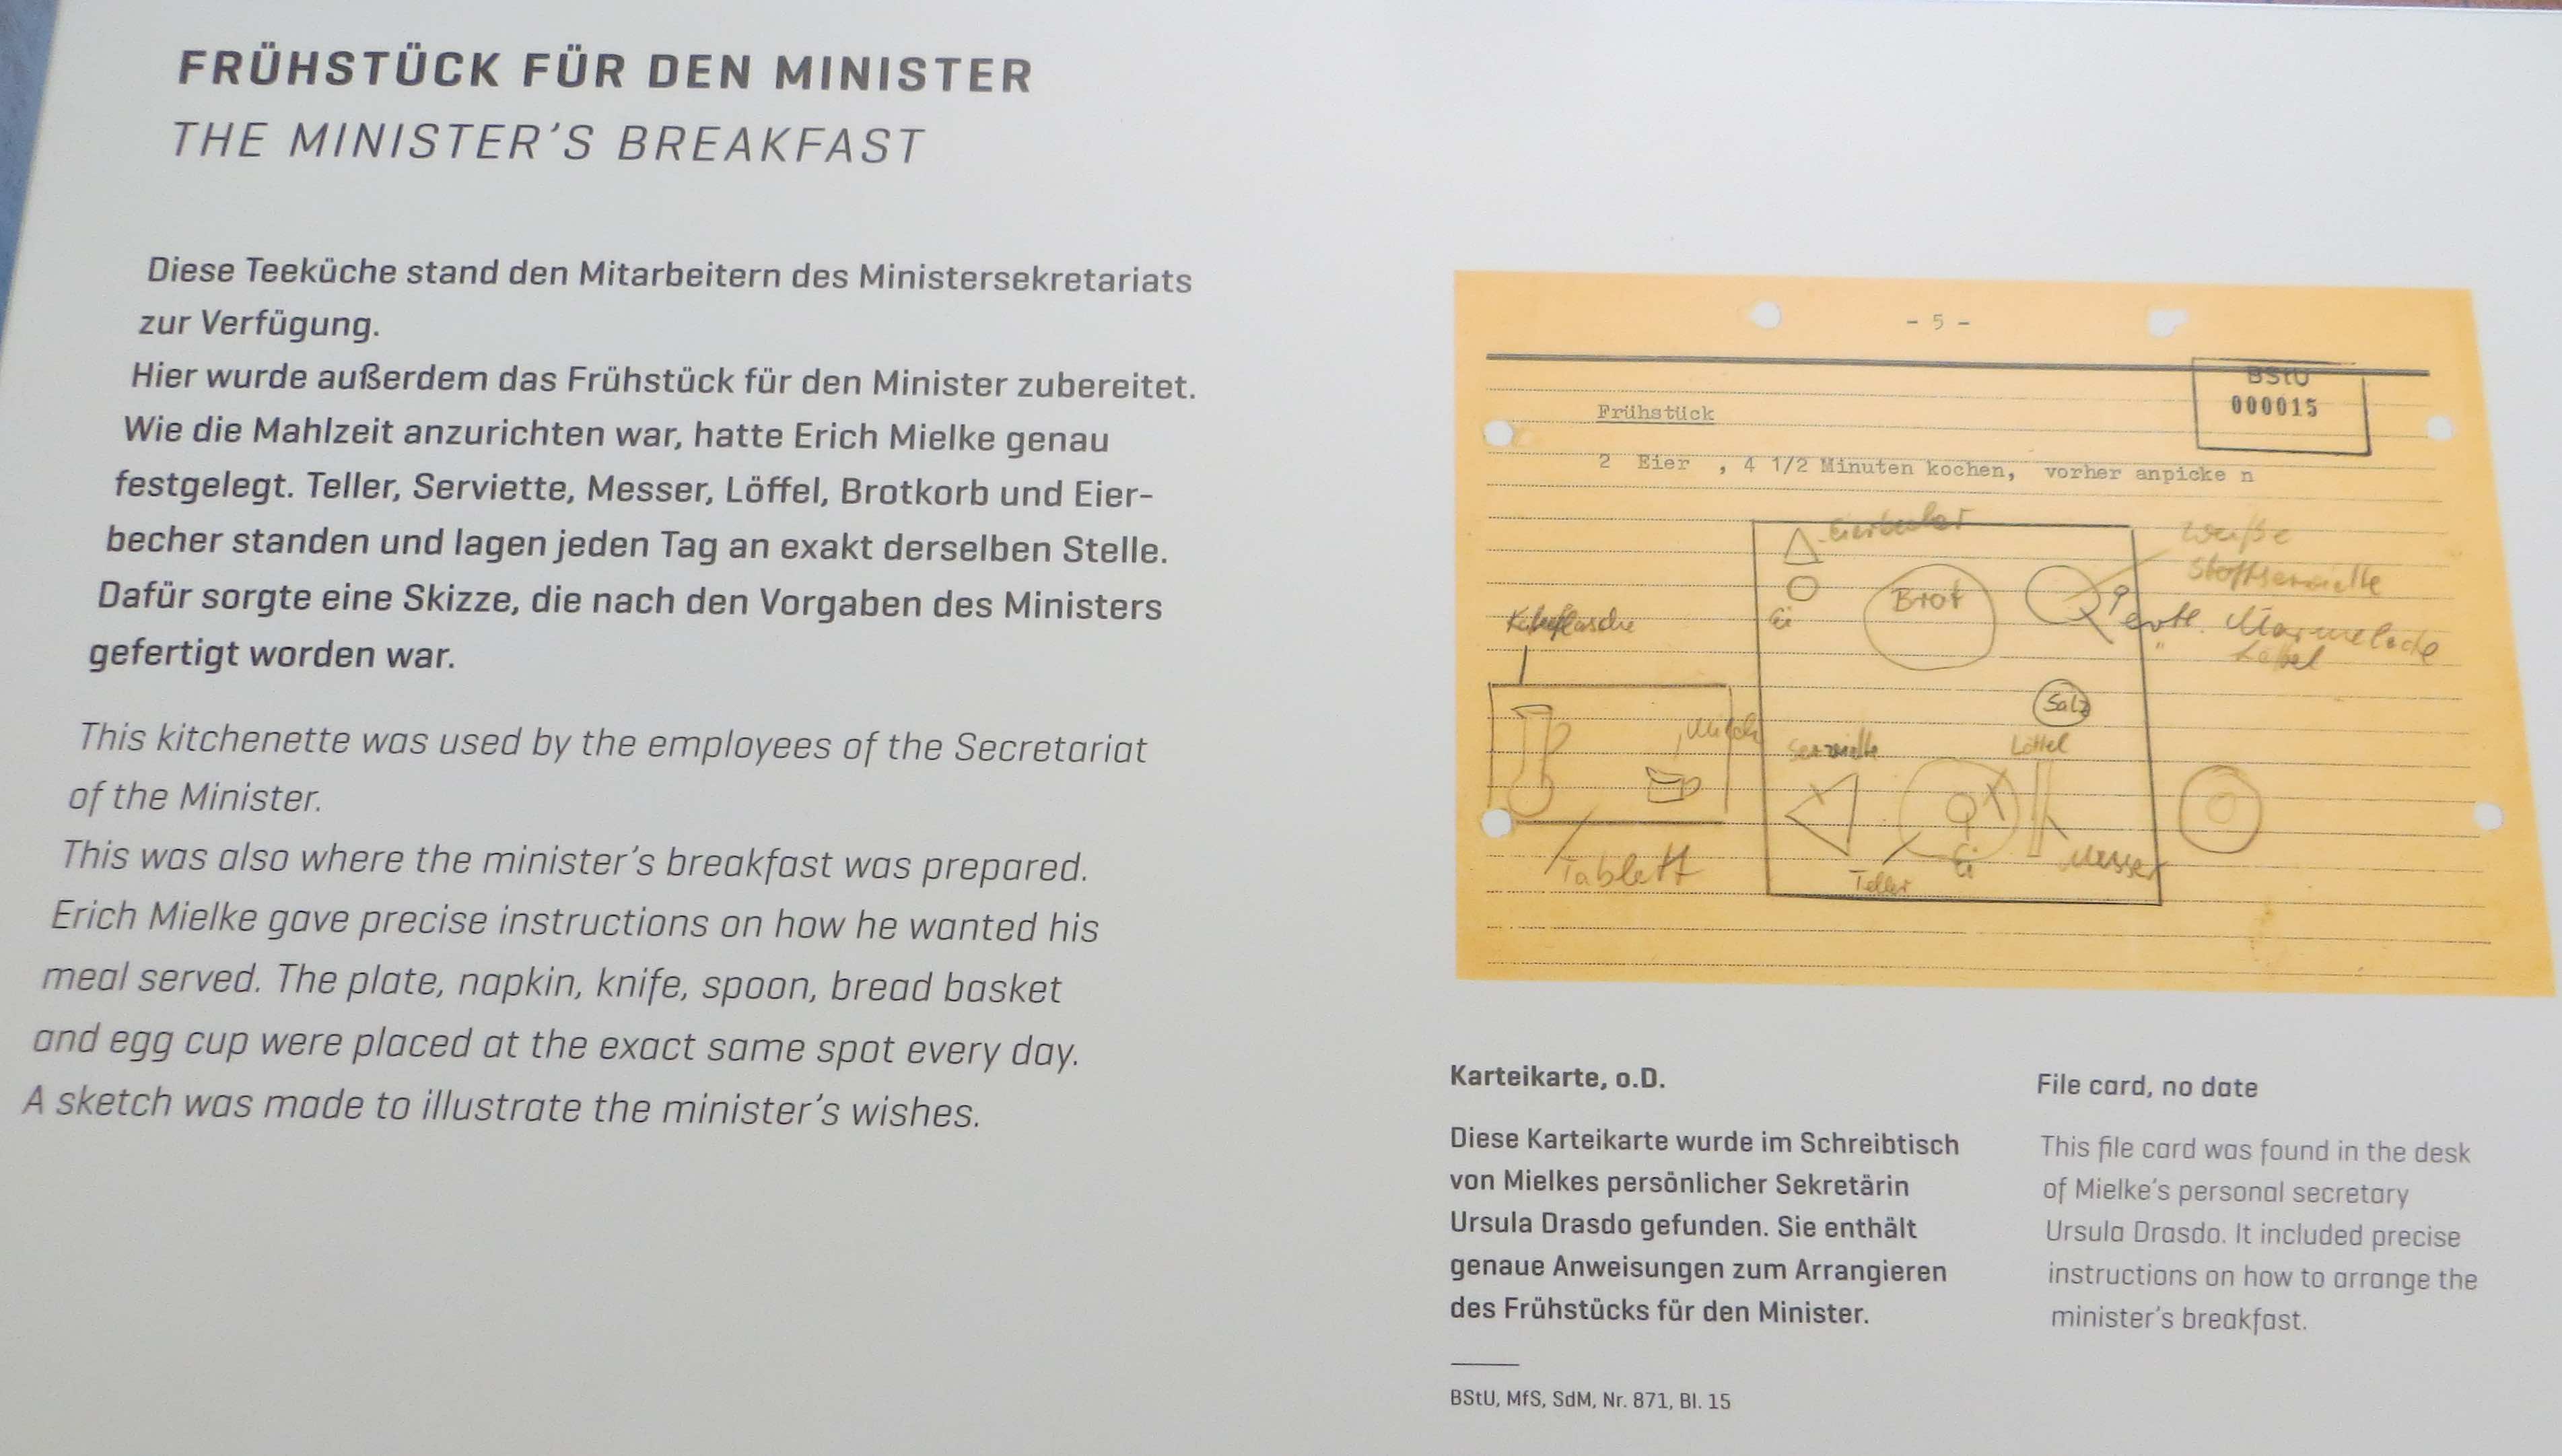 FRÜHSTÜCK FÜR DEN MINISTER
THE MINISTER'S BREAKFAST
Diese Teeküche stand den Mitarbeitern des Ministersekretariats
zur Verfügung.
Hier wurde außerdem das Frühstück für den Minister zubereitet.
Wie die Mahlzeit anzurichten war, hatte Erich Mielke genau
festgelegt. Teller, Serviette, Messer, Löffel, Brotkorb und Eier-
becher standen und lagen jeden Tag an exakt derselben Stelle.
Dafür sorgte eine Skizze, die nach den Vorgaben des Ministers
gefertigt worden war.
This kitchenette was used by the employees of the Secretariat
of the Minister.
This was also where the minister's breakfast was prepared.
Erich Mielke gave precise instructions on how he wanted his
meal served. The plate, napkin, knife, spoon, bread basket
and egg cup were placed at the exact same spot every day.
A sketch was made to illustrate the minister's wishes.
- 5 -
BStU
000015
Frühstück
2 Eier , 4 1/2 Minuten kochen, vorher anpicke n
Eierbecher
Weiße
Stoffserviette
Brot
Ei
evtl. Marmelade
" Löffel
Salz
Milch
Serviette
Löffel
Tablett
Teller
Ei
Messer
Karteikarte, o.D.
Diese Karteikarte wurde im Schreibtisch
von Mielkes persönlicher Sekretärin
Ursula Drasdo gefunden. Sie enthält
genaue Anweisungen zum Arrangieren
des Frühstücks für den Minister.
BStU, MfS, SdM, Nr. 871, Bl. 15
File card, no date
This file card was found in the desk
of Mielke's personal secretary
Ursula Drasdo. It included precise
instructions on how to arrange the
minister's breakfast.